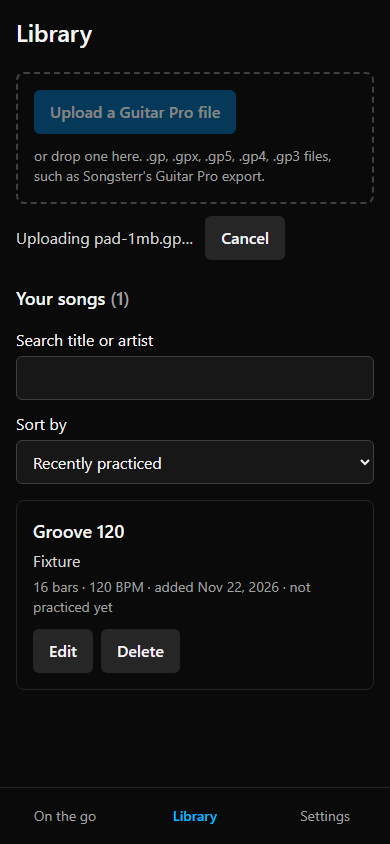 Library
Upload a Guitar Pro file
or drop one here. .gp, .gpx, .gp5, .gp4, .gp3 files,
such as Songsterr's Guitar Pro export.
Uploading pad-1mb.gp... Cancel
Your songs (1)
Search title or artist
Sort by
Recently practiced
Groove 120
Fixture
16 bars · 120 BPM · added Nov 22, 2026 · not
practiced yet
Edit Delete
On the go Library Settings